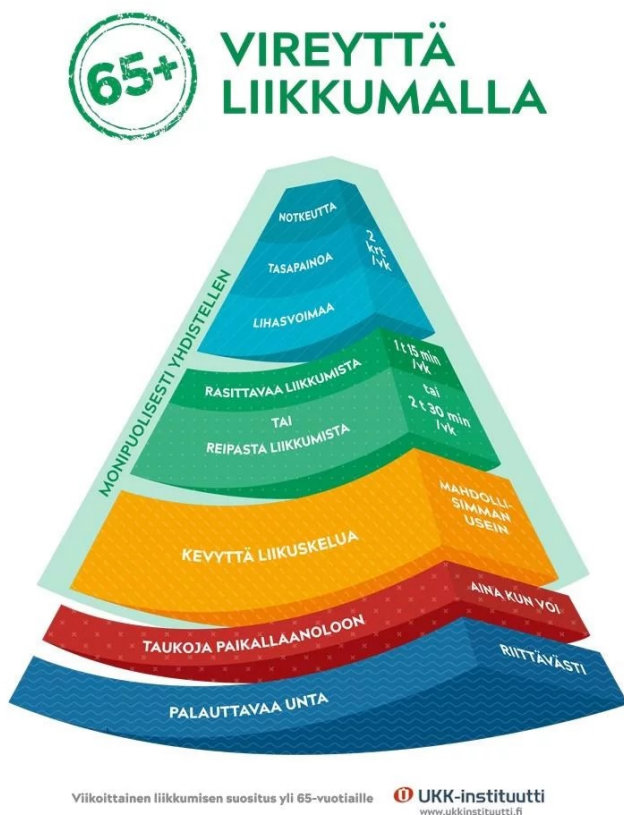 65+
VIREYTTÄ
LIIKKUMALLA
MONIPUOLISESTI YHDISTELLEN
NOTKEUTTA
TASAPAINOA
LIHASVOIMAA
2
krt
/vk
RASITTAVAA LIIKKUMISTA
1 t 15 min
/vk
TAI
tai
REIPASTA LIIKKUMISTA
2 t 30 min
/vk
KEVYTTÄ LIIKUSKELUA
MAHDOLLI-
SIMMAN
USEIN
TAUKOJA PAIKALLAANOLOON
AINA KUN VOI
PALAUTTAVAA UNTA
RIITTÄVÄSTI
Viikoittainen liikkumisen suositus yli 65-vuotiaille
UKK-instituutti
www.ukkinstituutti.fi